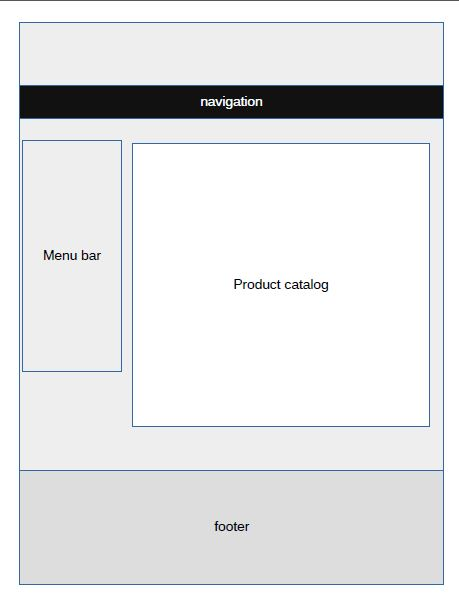 navigation
Menu bar
Product catalog
footer